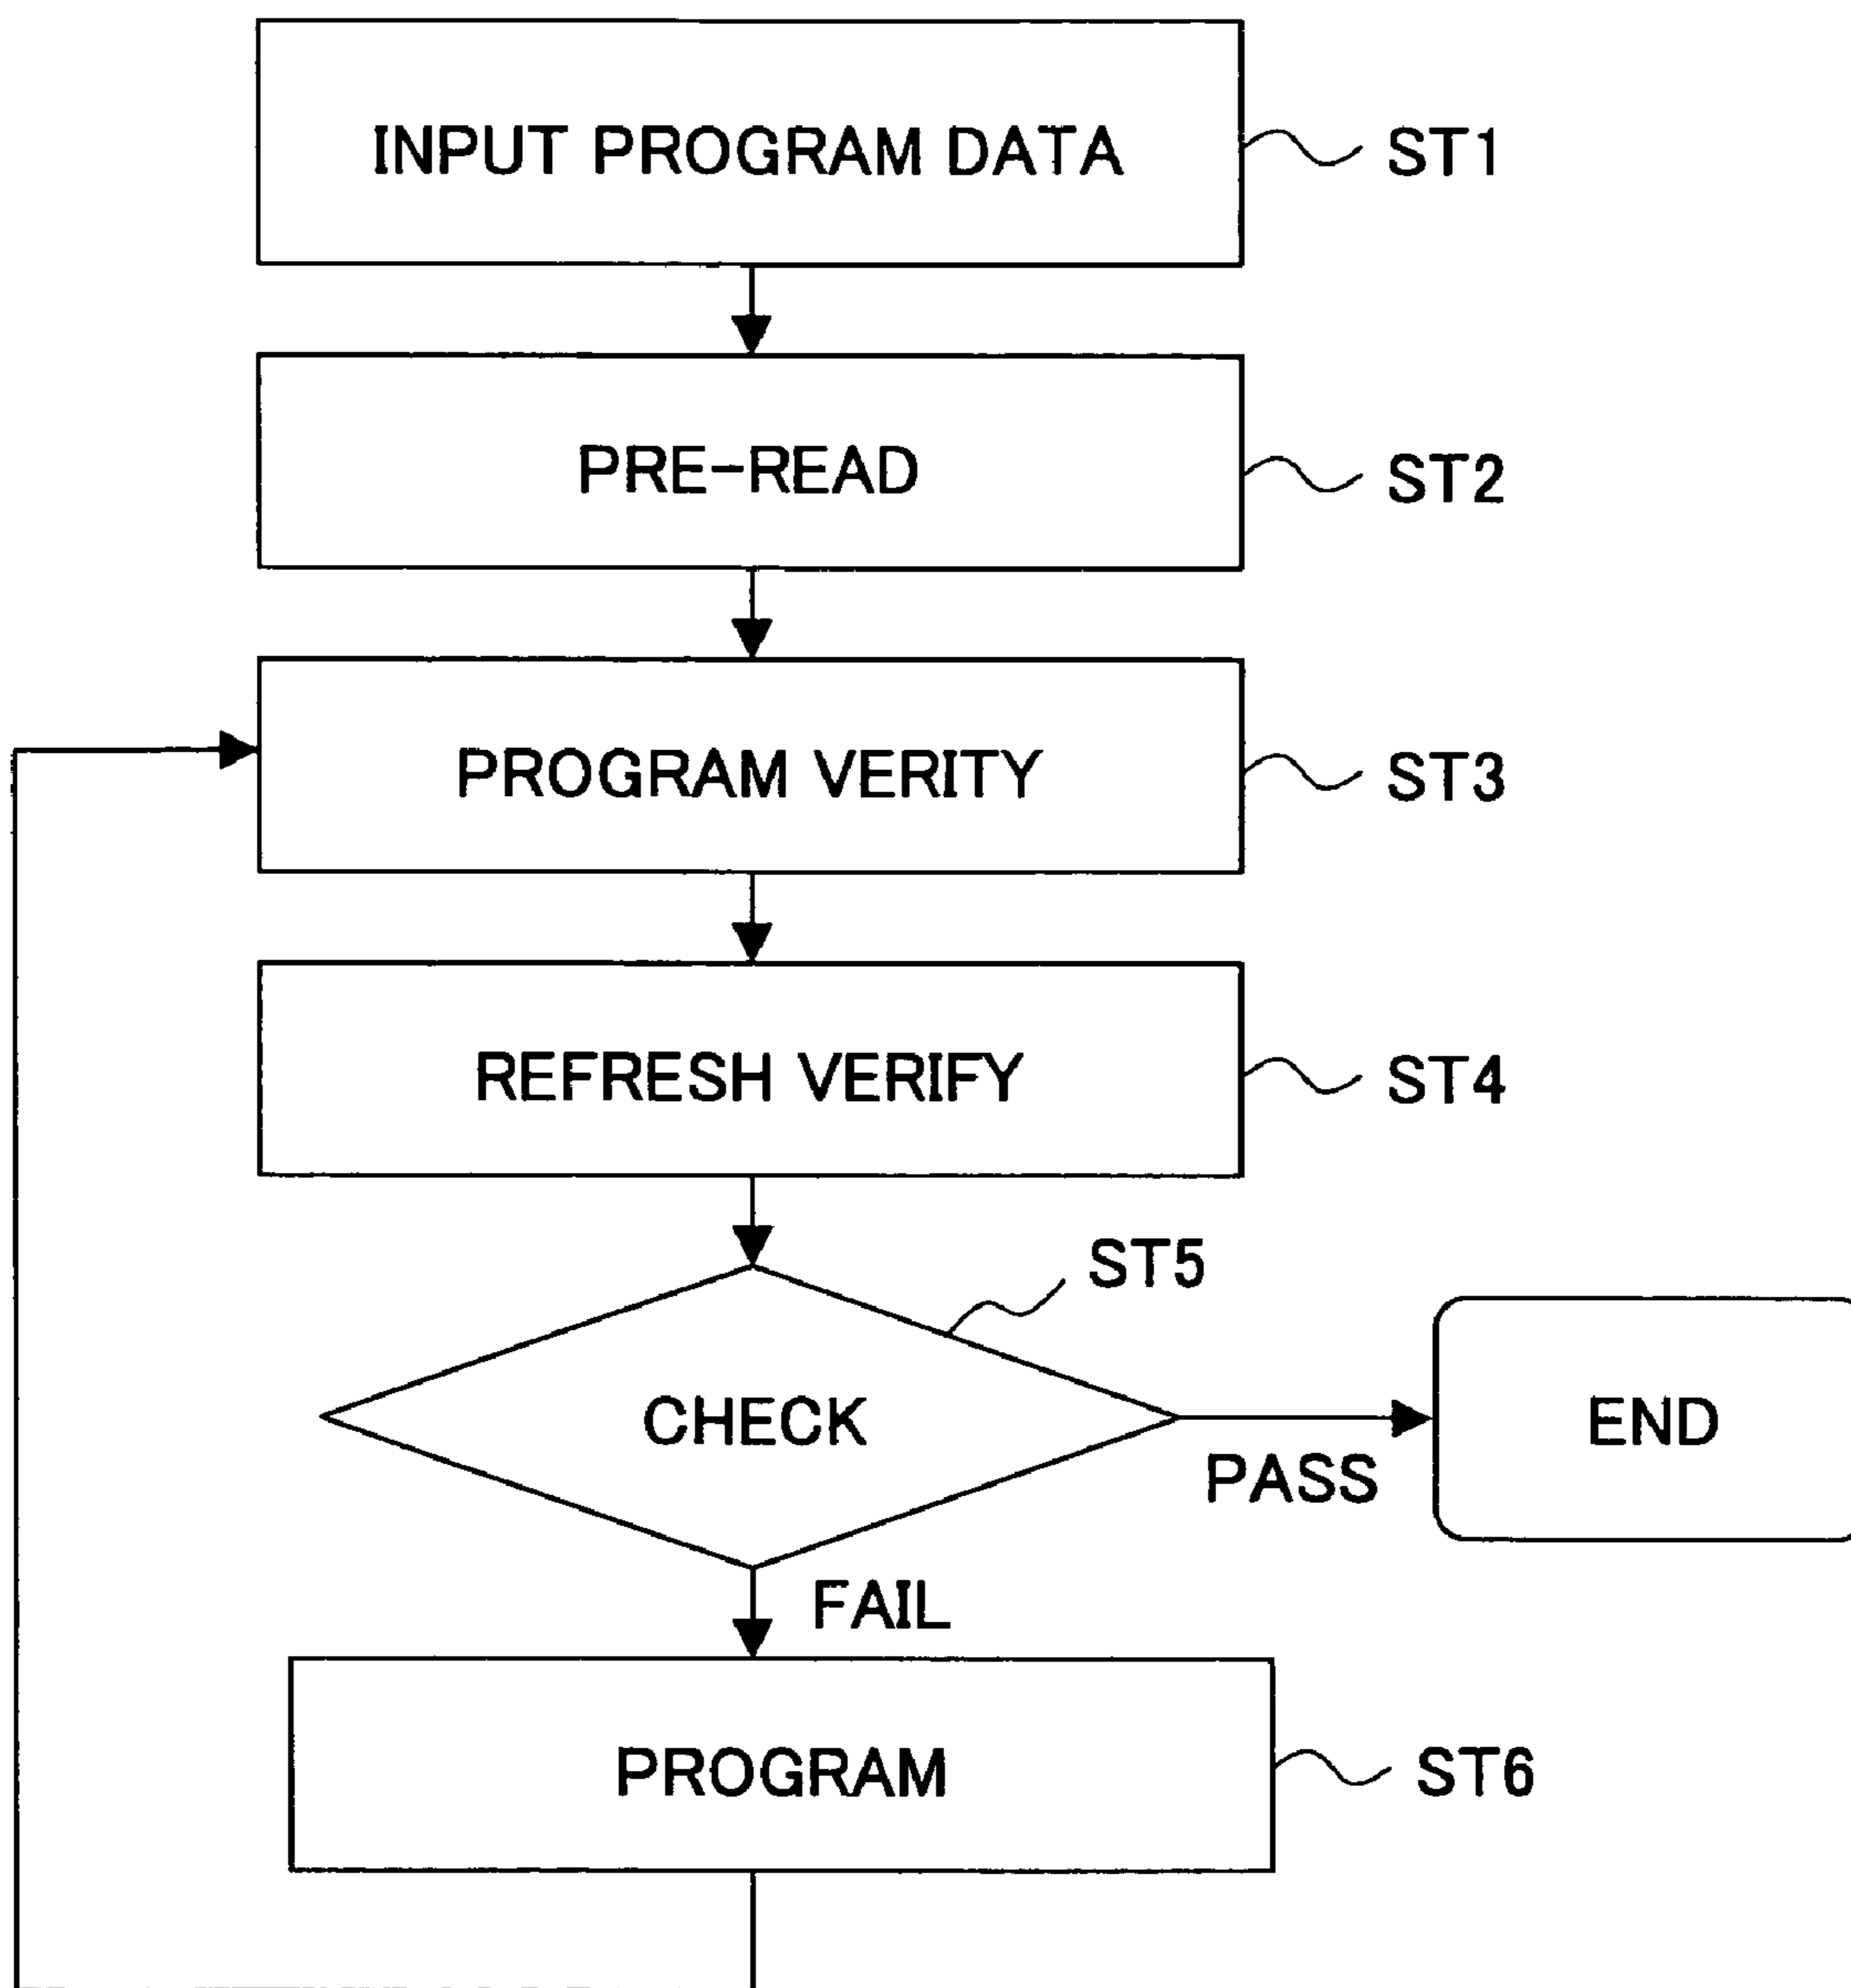 INPUT PROGRAM DATA
ST1
PRE-READ
ST2
PROGRAM VERITY
ST3
REFRESH VERIFY
ST4
ST5
CHECK
END
PASS
FAIL
PROGRAM
ST6